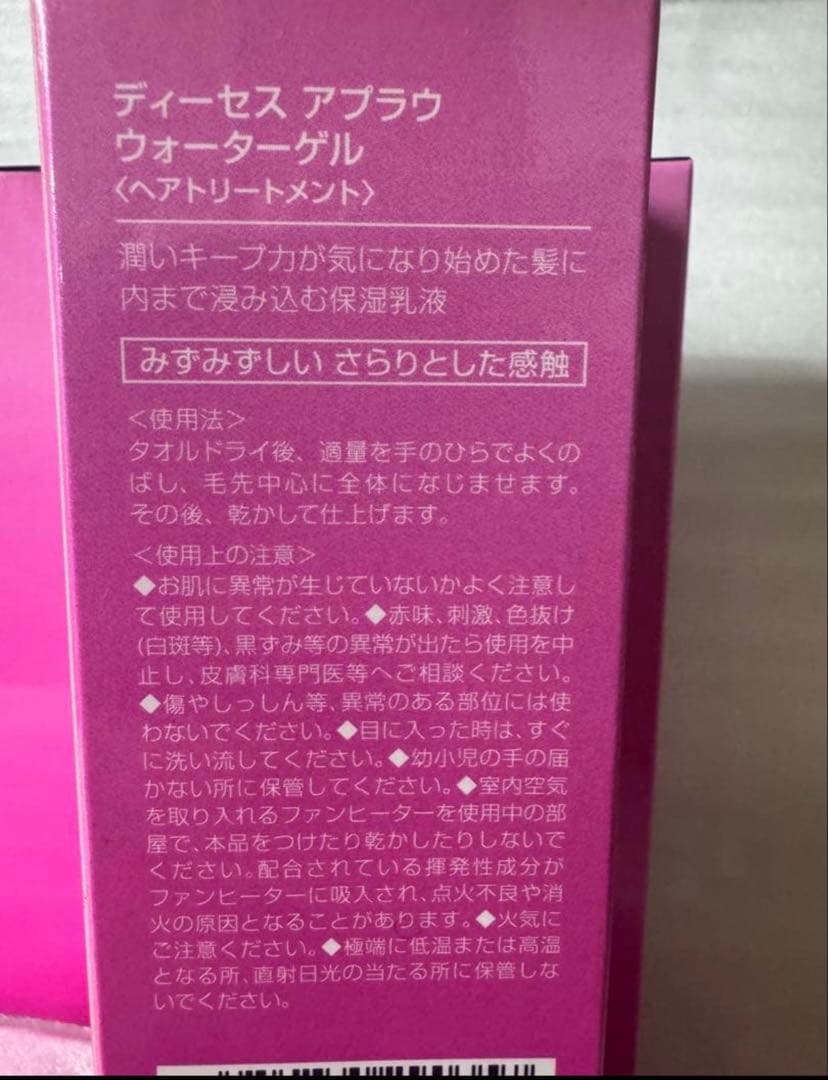 ディーセス アプラウ
ウォーターゲル
〈ヘアトリートメント〉
潤いキープ力が気になり始めた髪に
内まで浸み込む保湿乳液
みずみずしい さらりとした感触
＜使用法＞
タオルドライ後、適量を手のひらでよくの
ばし、毛先中心に全体になじませます。
その後、乾かして仕上げます。
＜使用上の注意＞
◆お肌に異常が生じていないかよく注意し
て使用してください。◆赤味、刺激、色抜け
(白斑等)、黒ずみ等の異常が出たら使用を中
止し、皮膚科専門医等へご相談ください。
◆傷やしっしん等、異常のある部位には使
わないでください。◆目に入った時は、すぐ
に洗い流してください。◆幼小児の手の届
かない所に保管してください。◆室内空気
を取り入れるファンヒーターを使用中の部
屋で、本品をつけたり乾かしたりしないで
ください。配合されている揮発性成分が
ファンヒーターに吸入され、点火不良や消
火の原因となることがあります。◆火気に
ご注意ください。◆極端に低温または高温
となる所、直射日光の当たる所に保管しな
いでください。